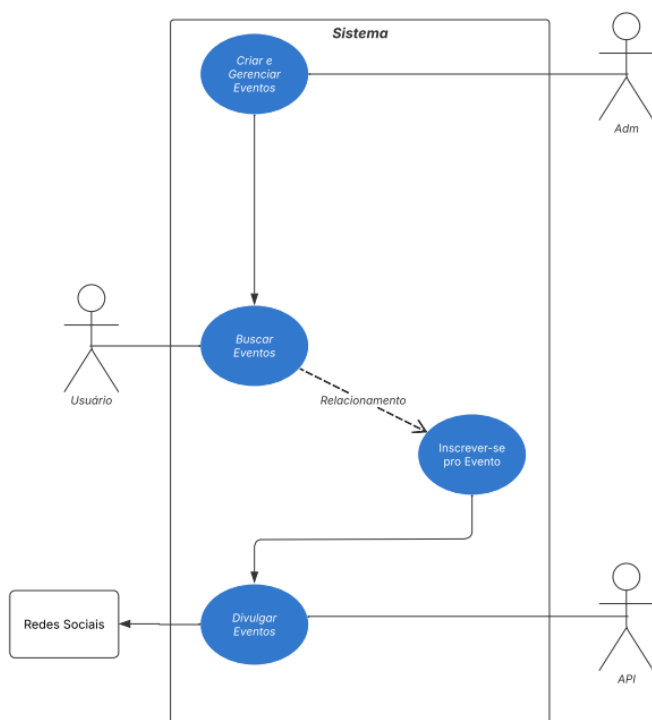 Sistema
Criar e
Gerenciar
Eventos
Adm
Buscar
Eventos
Usuário
Relacionamento
Inscrever-se
pro Evento
Redes Sociais
Divulgar
Eventos
API